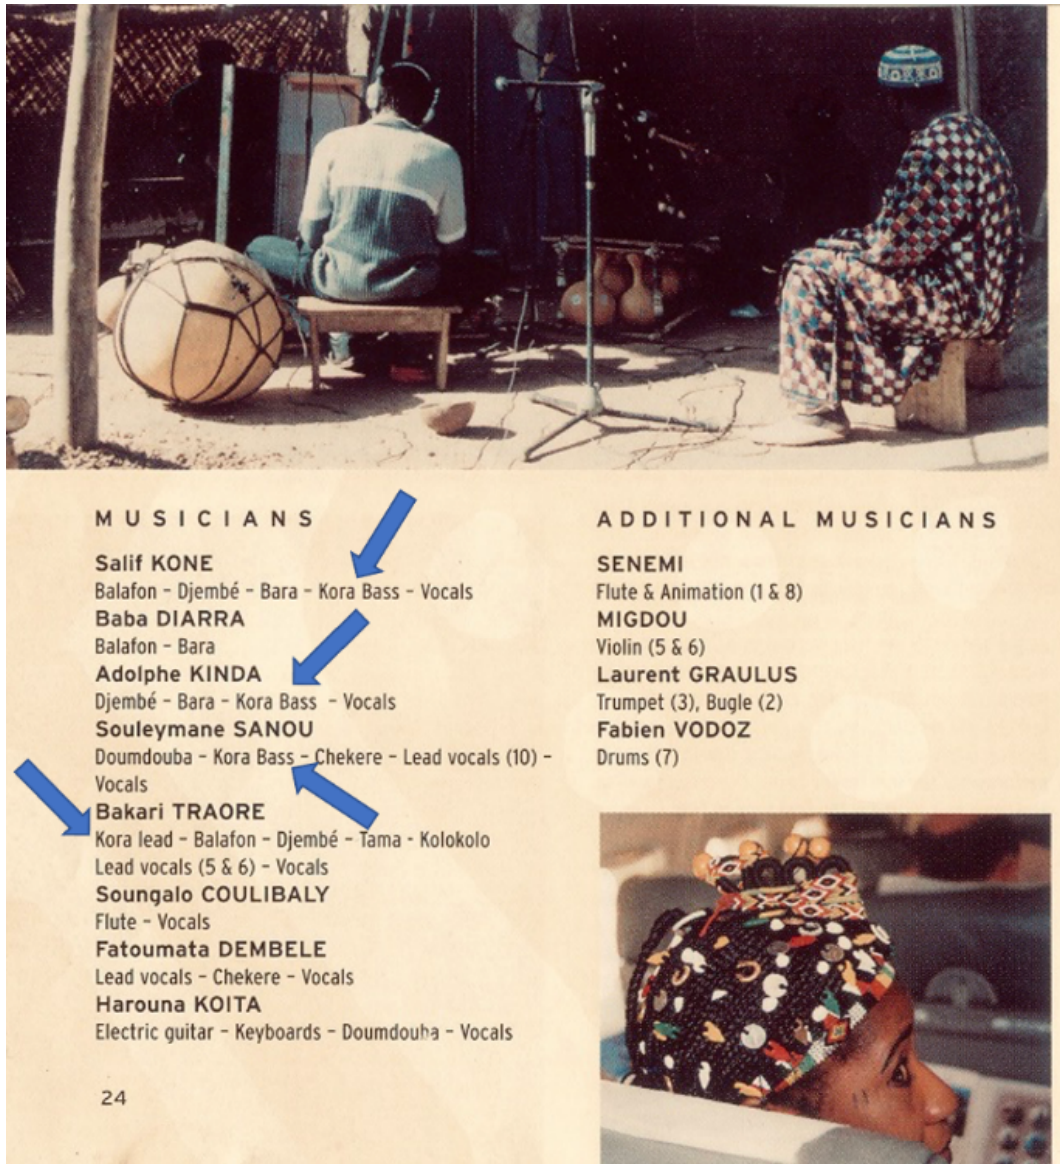 MUSICIANS
Salif KONE
Balafon – Djembé – Bara – Kora Bass – Vocals
Baba DIARRA
Balafon – Bara
Adolphe KINDA
Djembé – Bara – Kora Bass – Vocals
Souleymane SANOU
Doumdouba – Kora Bass – Chekere – Lead vocals (10) –
Vocals
Bakari TRAORE
Kora lead – Balafon – Djembé – Tama - Kolokolo
Lead vocals (5 & 6) – Vocals
Soungalo COULIBALY
Flute – Vocals
Fatoumata DEMBELE
Lead vocals – Chekere – Vocals
Harouna KOITA
Electric guitar – Keyboards – Doumdouba – Vocals
24
ADDITIONAL MUSICIANS
SENEMI
Flute & Animation (1 & 8)
MIGDOU
Violin (5 & 6)
Laurent GRAULUS
Trumpet (3), Bugle (2)
Fabien VODOZ
Drums (7)